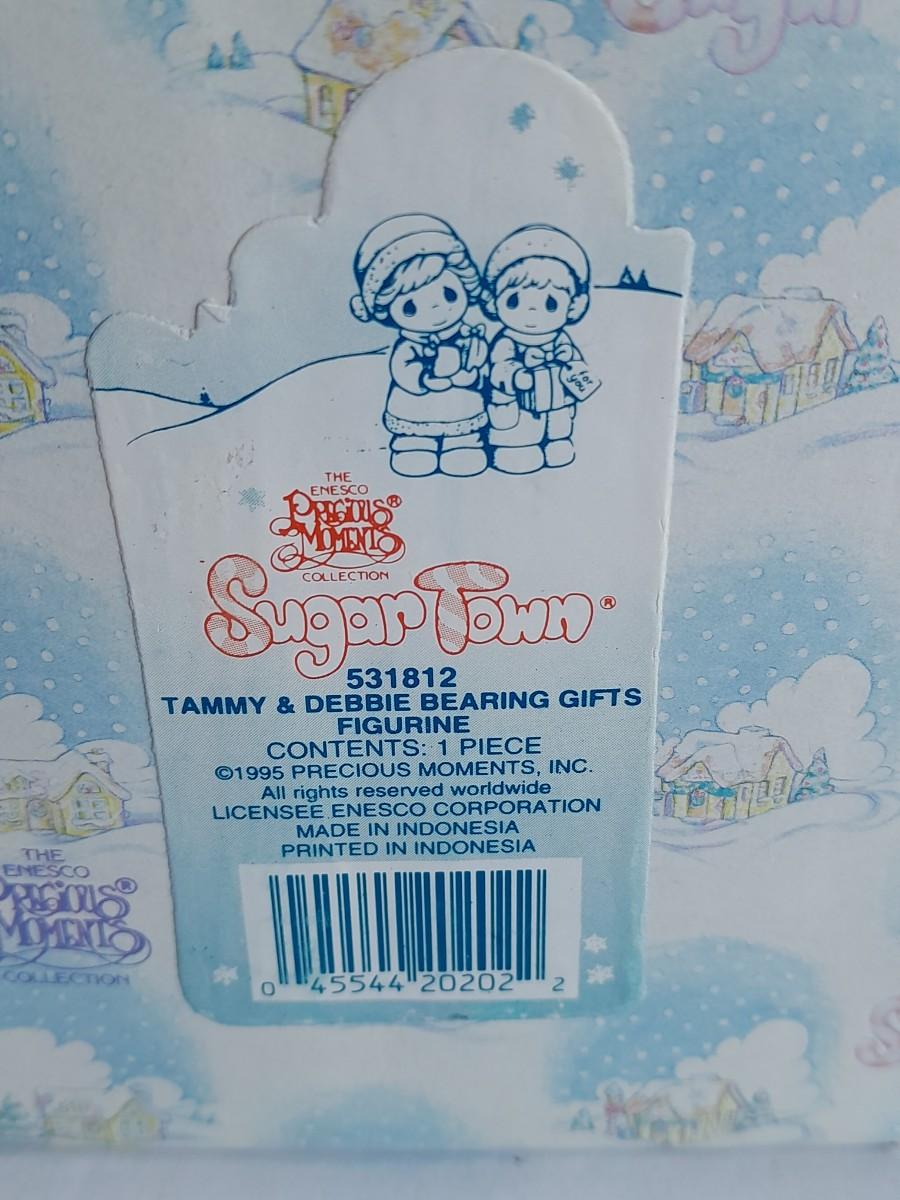 for
you
THE
ENESCO
PRECIOUS®
MOMENTS
COLLECTION
Sugar Town®
531812
TAMMY & DEBBIE BEARING GIFTS
FIGURINE
CONTENTS: 1 PIECE
©1995 PRECIOUS MOMENTS, INC.
All rights reserved worldwide
LICENSEE ENESCO CORPORATION
MADE IN INDONESIA
PRINTED IN INDONESIA
0 45544 20202 2
THE
ENESCO
PRECIOUS®
MOMENTS
COLLECTION